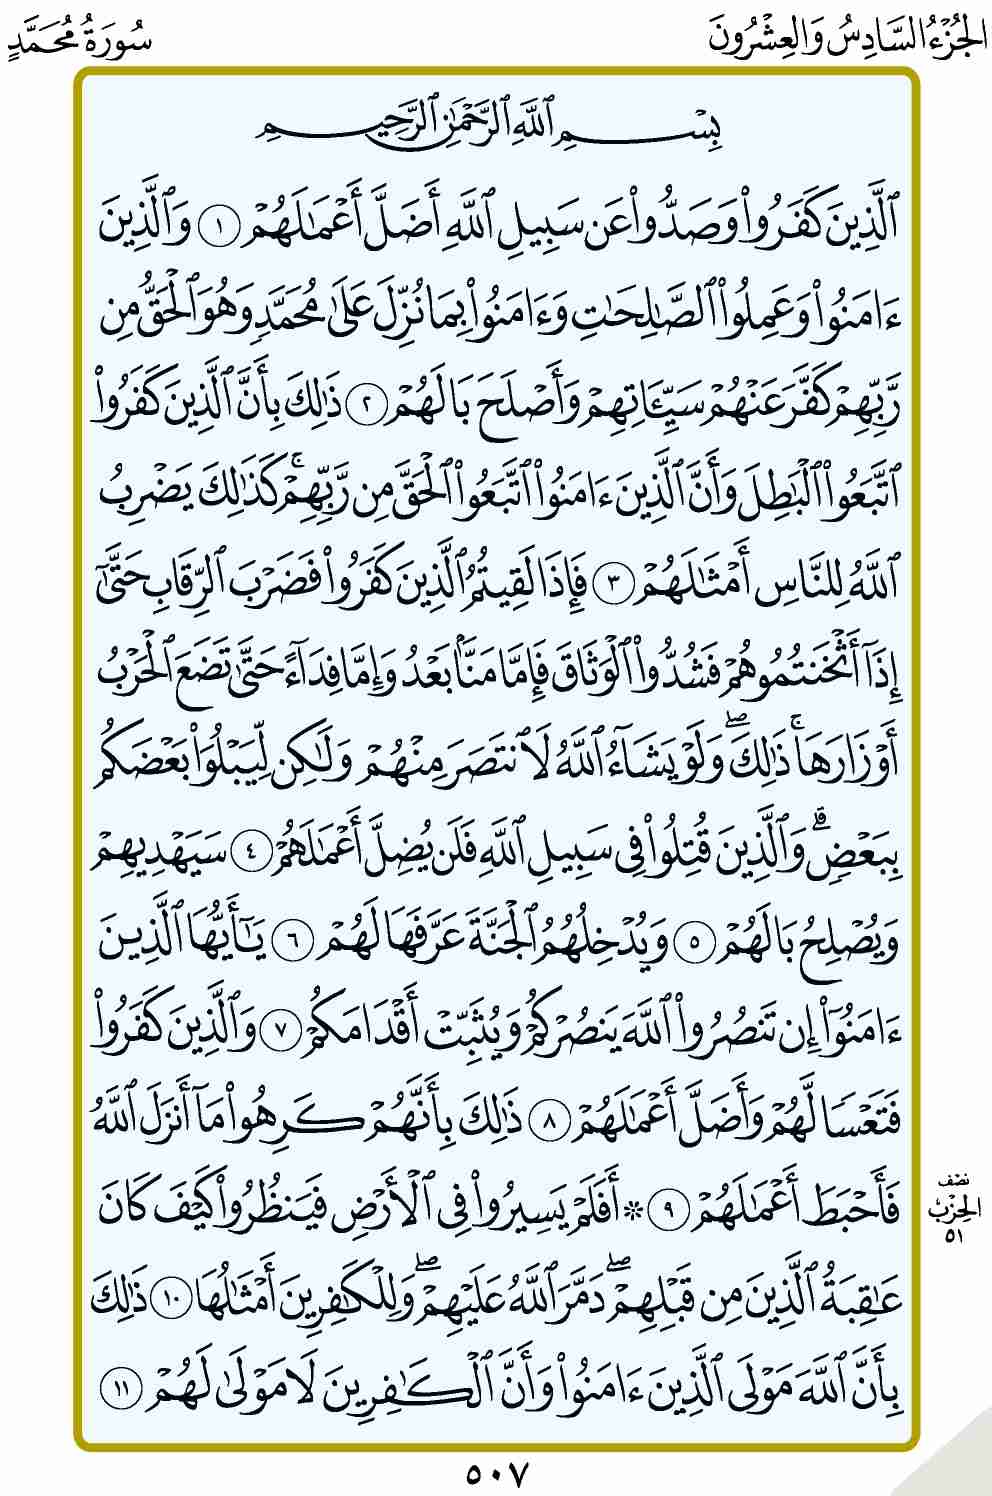 الجُزْءُ السَّادِسُ وَالعِشْرُونَ
سُورَةُ مُحَمَّدٍ
بِسْمِ ٱللَّهِ ٱلرَّحْمَٰنِ ٱلرَّحِيمِ
ٱلَّذِينَ كَفَرُوا۟ وَصَدُّوا۟ عَن سَبِيلِ ٱللَّهِ أَضَلَّ أَعْمَٰلَهُمْ ١ وَٱلَّذِينَ
ءَامَنُوا۟ وَعَمِلُوا۟ ٱلصَّٰلِحَٰتِ وَءَامَنُوا۟ بِمَا نُزِّلَ عَلَىٰ مُحَمَّدٍ وَهُوَ ٱلْحَقُّ مِن
رَّبِّهِمْ كَفَّرَ عَنْهُمْ سَيِّـَٔاتِهِمْ وَأَصْلَحَ بَالَهُمْ ٢ ذَٰلِكَ بِأَنَّ ٱلَّذِينَ كَفَرُوا۟
ٱتَّبَعُوا۟ ٱلْبَٰطِلَ وَأَنَّ ٱلَّذِينَ ءَامَنُوا۟ ٱتَّبَعُوا۟ ٱلْحَقَّ مِن رَّبِّهِمْ ۚ كَذَٰلِكَ يَضْرِبُ
ٱللَّهُ لِلنَّاسِ أَمْثَٰلَهُمْ ٣ فَإِذَا لَقِيتُمُ ٱلَّذِينَ كَفَرُوا۟ فَضَرْبَ ٱلرِّقَابِ حَتَّىٰٓ
إِذَآ أَثْخَنتُمُوهُمْ فَشُدُّوا۟ ٱلْوَثَاقَ فَإِمَّا مَنًّۢا بَعْدُ وَإِمَّا فِدَآءً حَتَّىٰ تَضَعَ ٱلْحَرْبُ
أَوْزَارَهَا ۚ ذَٰلِكَ ۖ وَلَوْ يَشَآءُ ٱللَّهُ لَٱنتَصَرَ مِنْهُمْ وَلَٰكِن لِّيَبْلُوَا۟ بَعْضَكُم
بِبَعْضٍ ۗ وَٱلَّذِينَ قُتِلُوا۟ فِى سَبِيلِ ٱللَّهِ فَلَن يُضِلَّ أَعْمَٰلَهُمْ ٤ سَيَهْدِيهِمْ
وَيُصْلِحُ بَالَهُمْ ٥ وَيُدْخِلُهُمُ ٱلْجَنَّةَ عَرَّفَهَا لَهُمْ ٦ يَٰٓأَيُّهَا ٱلَّذِينَ
ءَامَنُوٓا۟ إِن تَنصُرُوا۟ ٱللَّهَ يَنصُرْكُمْ وَيُثَبِّتْ أَقْدَامَكُمْ ٧ وَٱلَّذِينَ كَفَرُوا۟
فَتَعْسًا لَّهُمْ وَأَضَلَّ أَعْمَٰلَهُمْ ٨ ذَٰلِكَ بِأَنَّهُمْ كَرِهُوا۟ مَآ أَنزَلَ ٱللَّهُ
فَأَحْبَطَ أَعْمَٰلَهُمْ ٩ ۞ أَفَلَمْ يَسِيرُوا۟ فِى ٱلْأَرْضِ فَيَنظُرُوا۟ كَيْفَ كَانَ
عَٰقِبَةُ ٱلَّذِينَ مِن قَبْلِهِمْ ۖ دَمَّرَ ٱللَّهُ عَلَيْهِمْ ۖ وَلِلْكَٰفِرِينَ أَمْثَٰلُهَا ١٠ ذَٰلِكَ
بِأَنَّ ٱللَّهَ مَوْلَى ٱلَّذِينَ ءَامَنُوا۟ وَأَنَّ ٱلْكَٰفِرِينَ لَا مَوْلَىٰ لَهُمْ ١١
نصْف
الحِزْب
٥١
٥٠٧